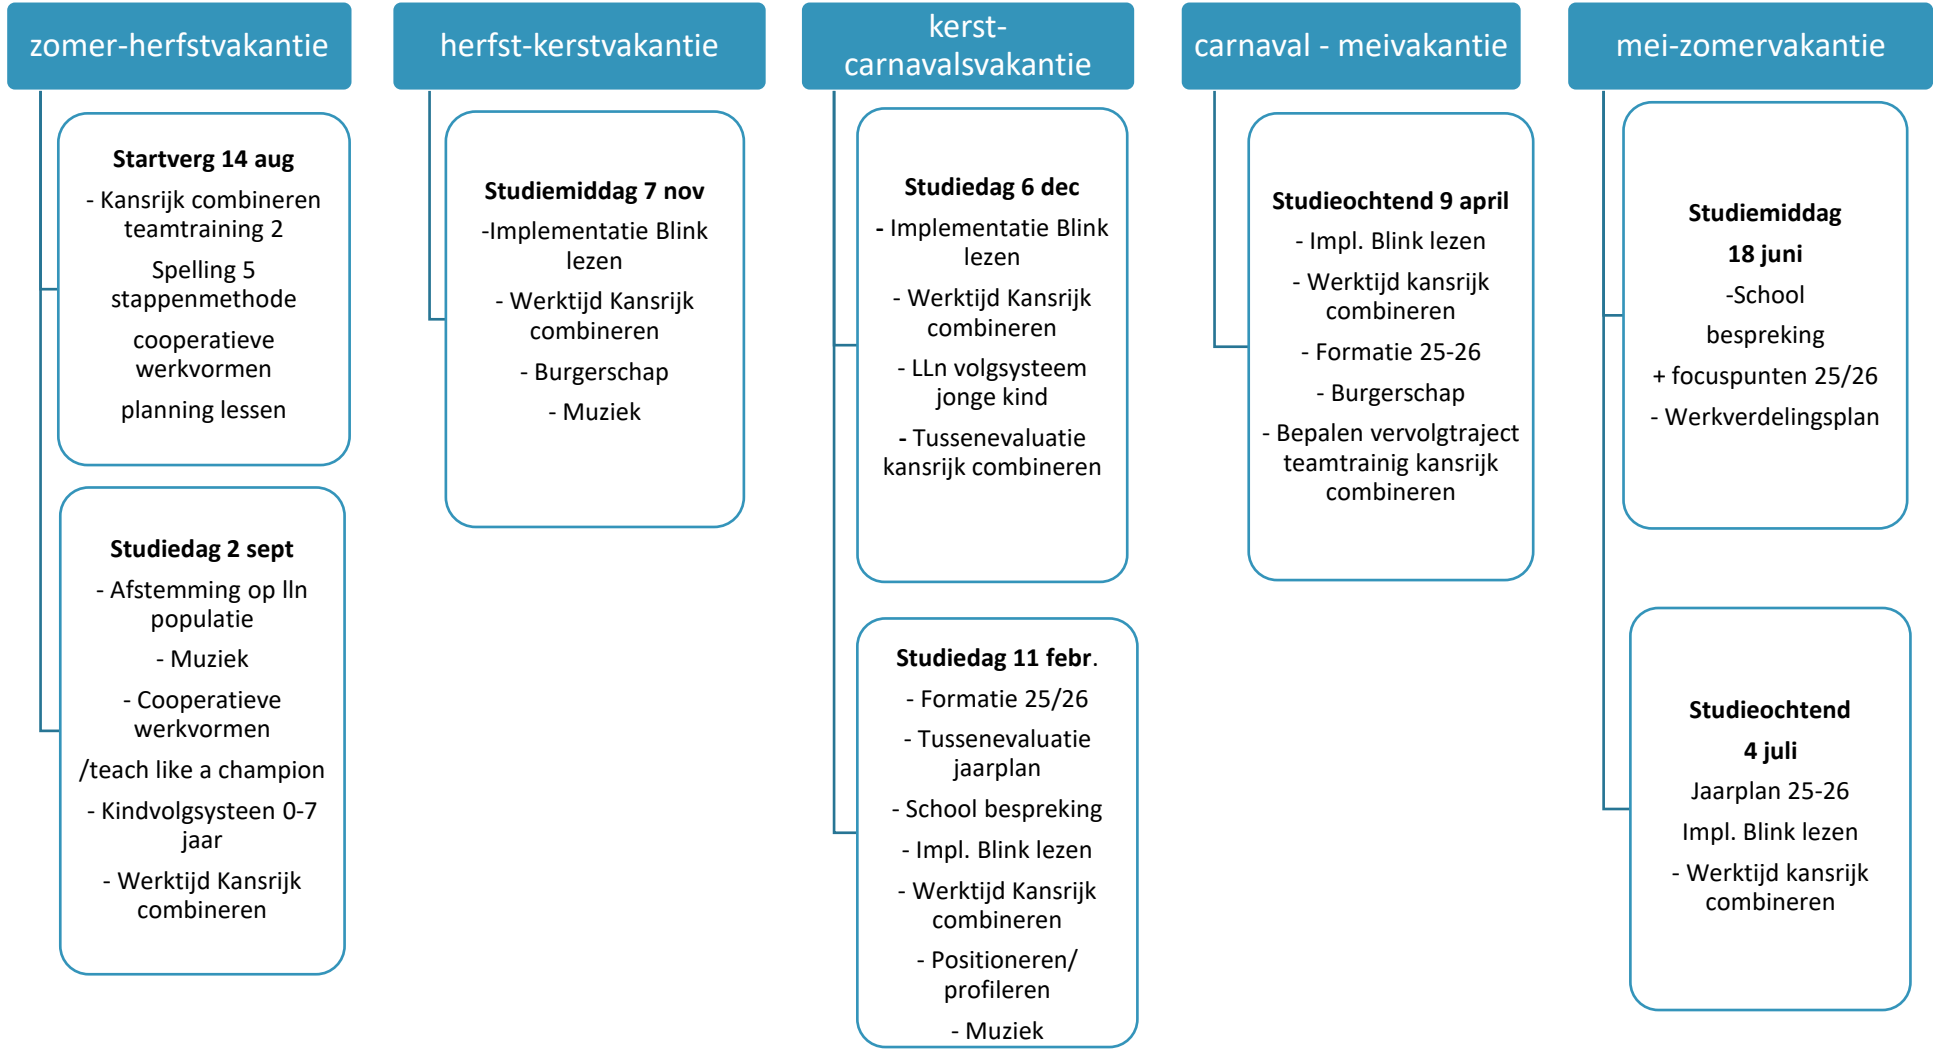 zomer-herfstvakantie
Startverg 14 aug
- Kansrijk combineren
teamtraining 2
Spelling 5
stappenmethode
cooperatieve
werkvormen
planning lessen
Studiedag 2 sept
- Afstemming op lln
populatie
- Muziek
- Cooperatieve
werkvormen
/teach like a champion
- Kindvolgsysteen 0-7
jaar
- Werktijd Kansrijk
combineren
herfst-kerstvakantie
Studiemiddag 7 nov
-Implementatie Blink
lezen
- Werktijd Kansrijk
combineren
- Burgerschap
- Muziek
kerst-
carnavalsvakantie
Studiedag 6 dec
- Implementatie Blink
lezen
- Werktijd Kansrijk
combineren
- LLn volgsysteem
jonge kind
- Tussenevaluatie
kansrijk combineren
Studiedag 11 febr.
- Formatie 25/26
- Tussenevaluatie
jaarplan
- School bespreking
- Impl. Blink lezen
- Werktijd Kansrijk
combineren
- Positioneren/
profileren
- Muziek
carnaval - meivakantie
Studieochtend 9 april
- Impl. Blink lezen
- Werktijd kansrijk
combineren
- Formatie 25-26
- Burgerschap
- Bepalen vervolgtraject
teamtrainig kansrijk
combineren
mei-zomervakantie
Studiemiddag
18 juni
-School
bespreking
+ focuspunten 25/26
- Werkverdelingsplan
Studieochtend
4 juli
Jaarplan 25-26
Impl. Blink lezen
- Werktijd kansrijk
combineren